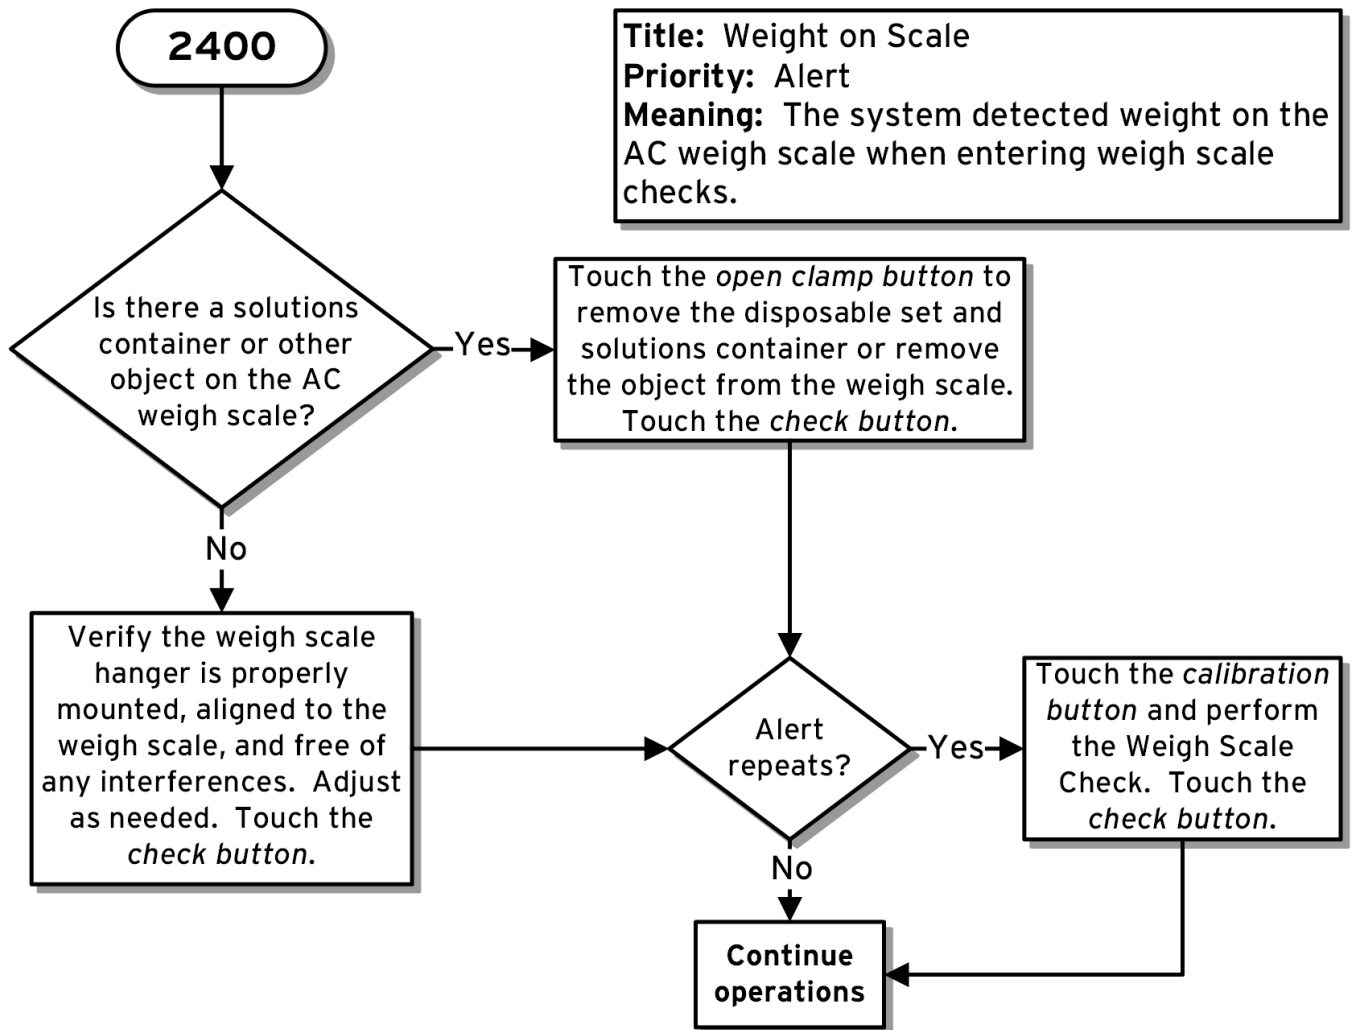 2400
Title: Weight on Scale
Priority: Alert
Meaning: The system detected weight on the
AC weigh scale when entering weigh scale
checks.
Is there a solutions
container or other
object on the AC
weigh scale?
Yes
Touch the open clamp button to
remove the disposable set and
solutions container or remove
the object from the weigh scale.
Touch the check button.
No
Verify the weigh scale
hanger is properly
mounted, aligned to the
weigh scale, and free of
any interferences. Adjust
as needed. Touch the
check button.
Alert
repeats?
Yes
Touch the calibration
button and perform
the Weigh Scale
Check. Touch the
check button.
No
Continue
operations